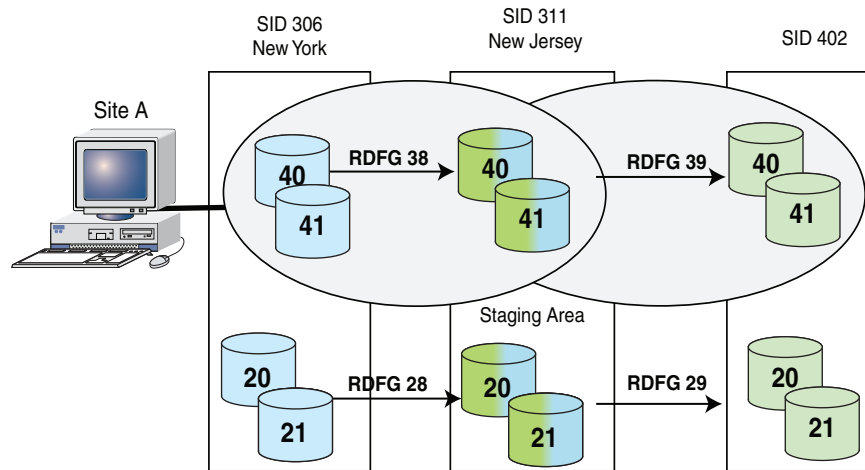 SID 306
New York
SID 311
New Jersey
SID 402
Site A
40
41
RDFG 38
40
41
RDFG 39
40
41
Staging Area
20
21
RDFG 28
20
21
RDFG 29
20
21